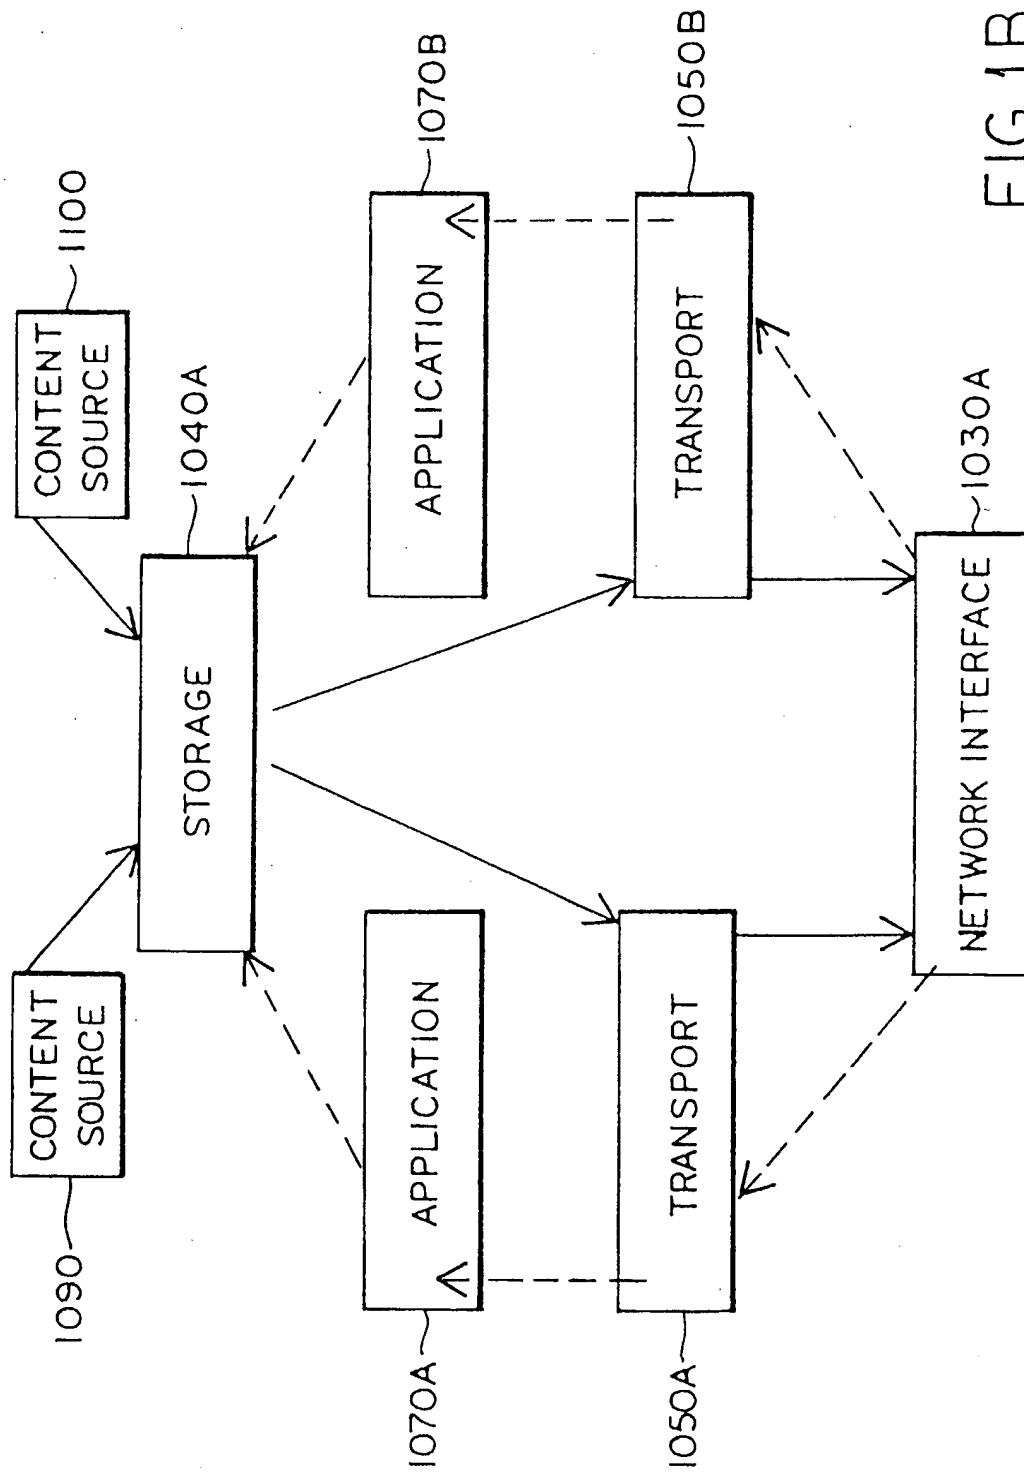 CONTENT
SOURCE
1090
CONTENT
SOURCE
1100
STORAGE
1040A
APPLICATION
1070A
APPLICATION
1070B
TRANSPORT
1050A
TRANSPORT
1050B
NETWORK INTERFACE
1030A
FIG. 1B